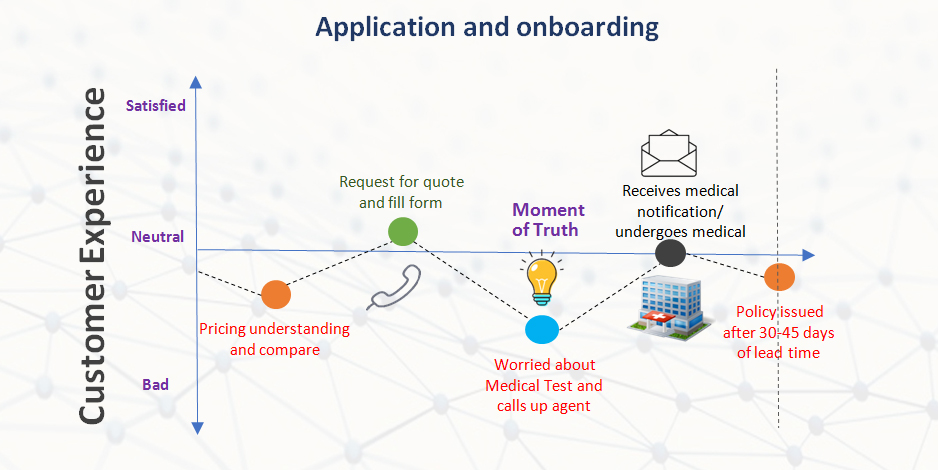 Application and onboarding
Customer Experience
Satisfied
Neutral
Bad
Pricing understanding
and compare
Request for quote
and fill form
Moment
of Truth
Worried about
Medical Test and
calls up agent
Receives medical
notification/
undergoes medical
Policy issued
after 30-45 days
of lead time